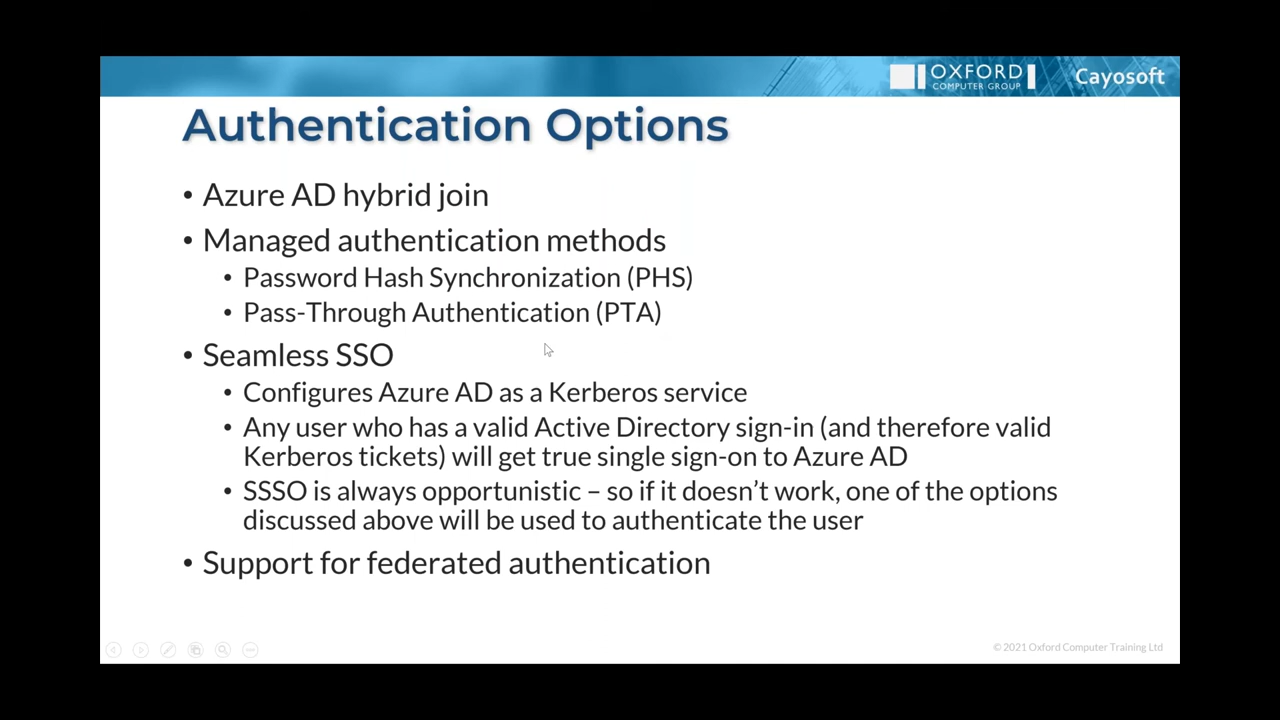 OXFORD
COMPUTER GROUP
Cayosoft
Authentication Options
• Azure AD hybrid join
• Managed authentication methods
• Password Hash Synchronization (PHS)
• Pass-Through Authentication (PTA)
• Seamless SSO
• Configures Azure AD as a Kerberos service
• Any user who has a valid Active Directory sign-in (and therefore valid
Kerberos tickets) will get true single sign-on to Azure AD
• SSSO is always opportunistic – so if it doesn't work, one of the options
discussed above will be used to authenticate the user
• Support for federated authentication
© 2021 Oxford Computer Training Ltd